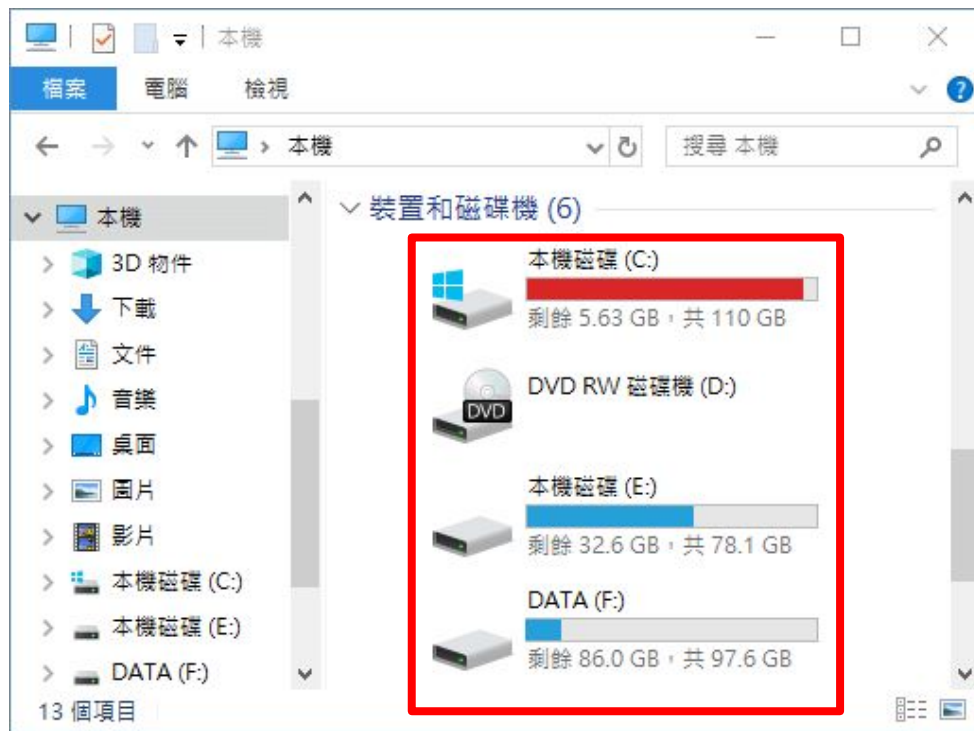 本機
檔案 電腦 檢視
本機 搜尋 本機
本機
3D 物件
下載
文件
音樂
桌面
圖片
影片
本機磁碟 (C:)
本機磁碟 (E:)
DATA (F:)
裝置和磁碟機 (6)
本機磁碟 (C:)
剩餘 5.63 GB，共 110 GB
DVD RW 磁碟機 (D:)
DVD
本機磁碟 (E:)
剩餘 32.6 GB，共 78.1 GB
DATA (F:)
剩餘 86.0 GB，共 97.6 GB
13 個項目